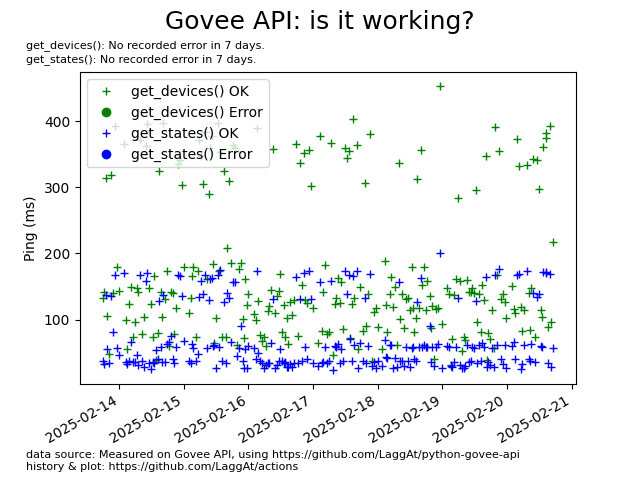 Govee API: is it working?
get_devices(): No recorded error in 7 days.
get_states(): No recorded error in 7 days.
get_devices() OK
get_devices() Error
get_states() OK
get_states() Error
Ping (ms)
400
300
200
100
2025-02-14
2025-02-15
2025-02-16
2025-02-17
2025-02-18
2025-02-19
2025-02-20
2025-02-21
data source: Measured on Govee API, using https://github.com/LaggAt/python-govee-api
history & plot: https://github.com/LaggAt/actions